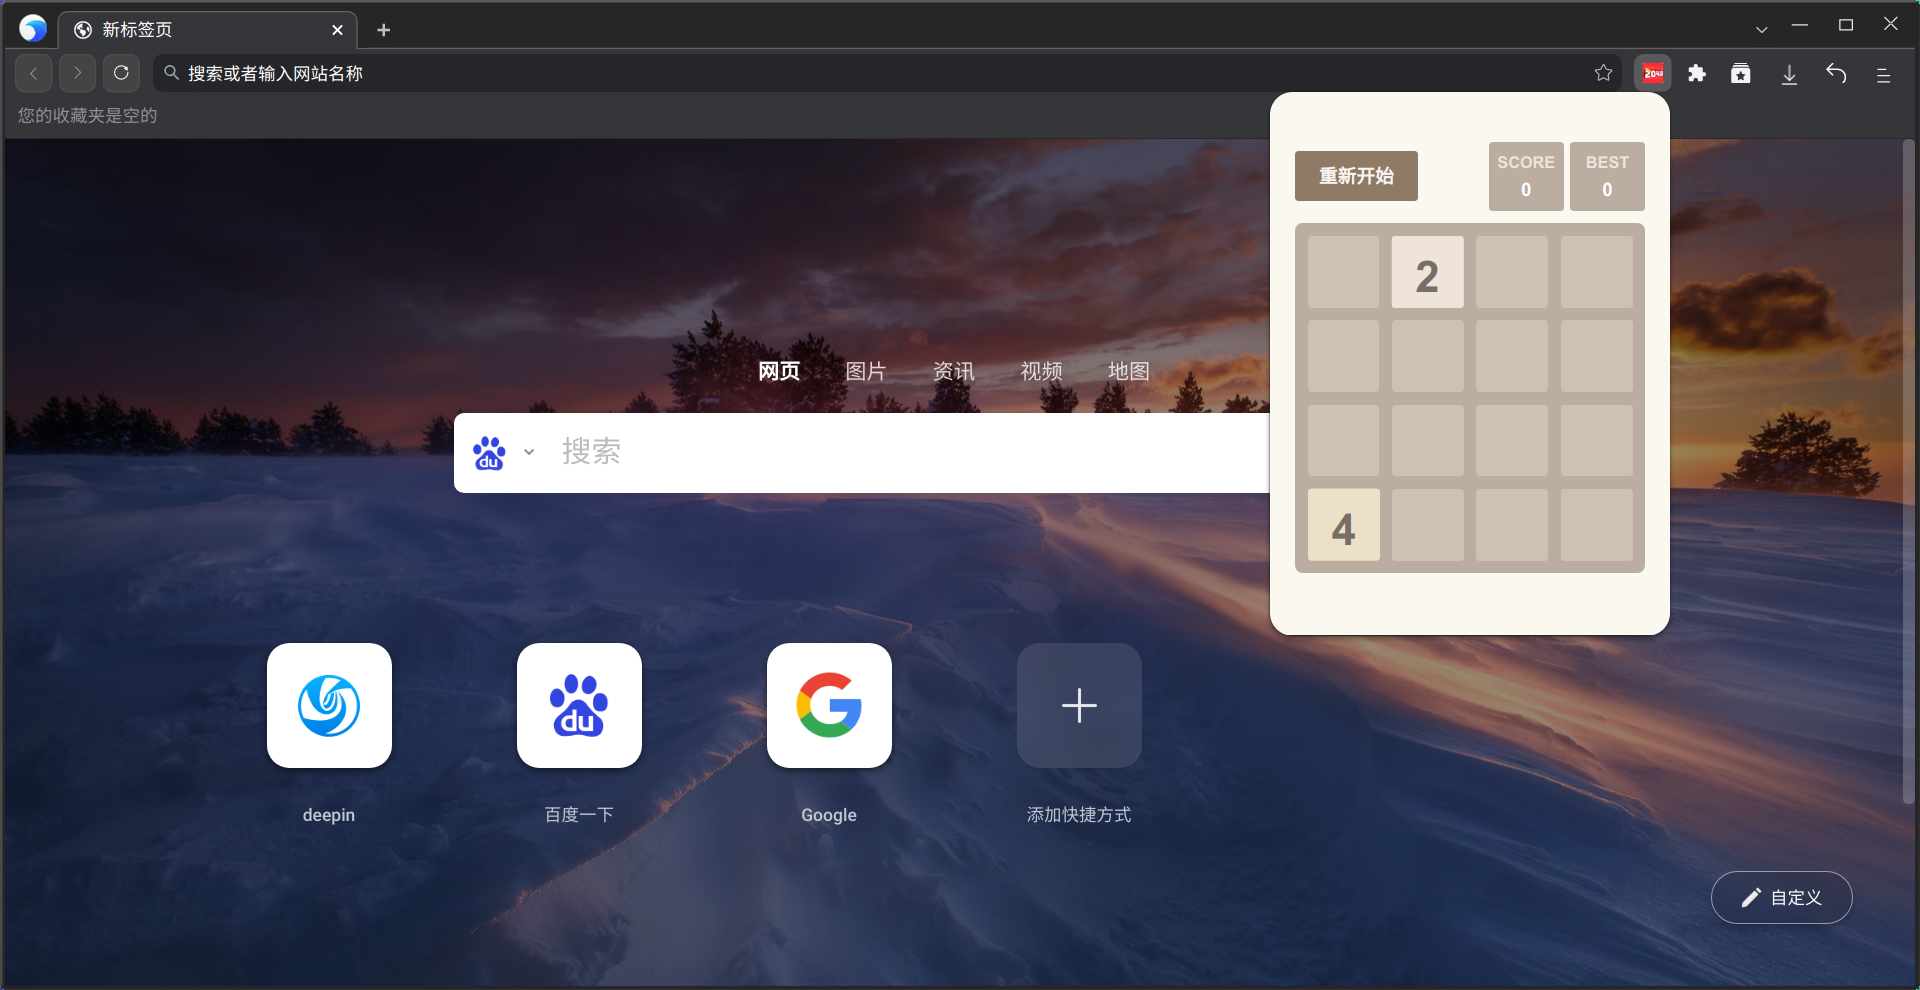 新标签页
搜索或者输入网站名称
2048
您的收藏夹是空的
重新开始
SCORE
0
BEST
0
2
4
网页 图片 资讯 视频 地图
du 搜索
du
deepin 百度一下 Google 添加快捷方式
自定义